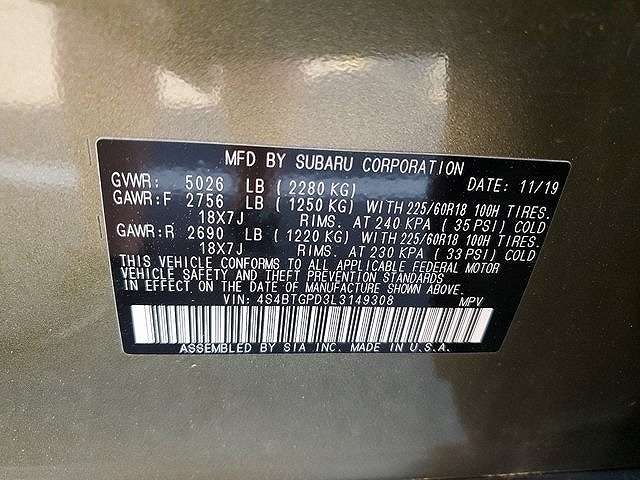 MFD BY SUBARU CORPORATION
GVWR: 5026 LB (2280 KG) DATE: 11/19
GAWR:F 2756 LB (1250 KG) WITH 225/60R18 100H TIRES.
18X7J RIMS. AT 240 KPA (35 PSI) COLD
GAWR:R 2690 LB (1220 KG) WITH 225/60R18 100H TIRES.
18X7J RIMS. AT 230 KPA (33 PSI) COLD
THIS VEHICLE CONFORMS TO ALL APPLICABLE FEDERAL MOTOR
VEHICLE SAFETY AND THEFT PREVENTION STANDARDS
IN EFFECT ON THE DATE OF MANUFACTURE SHOWN ABOVE.
VIN: 4S4BTGPD3L3149308 MPV
ASSEMBLED BY SIA INC. MADE IN U.S.A.